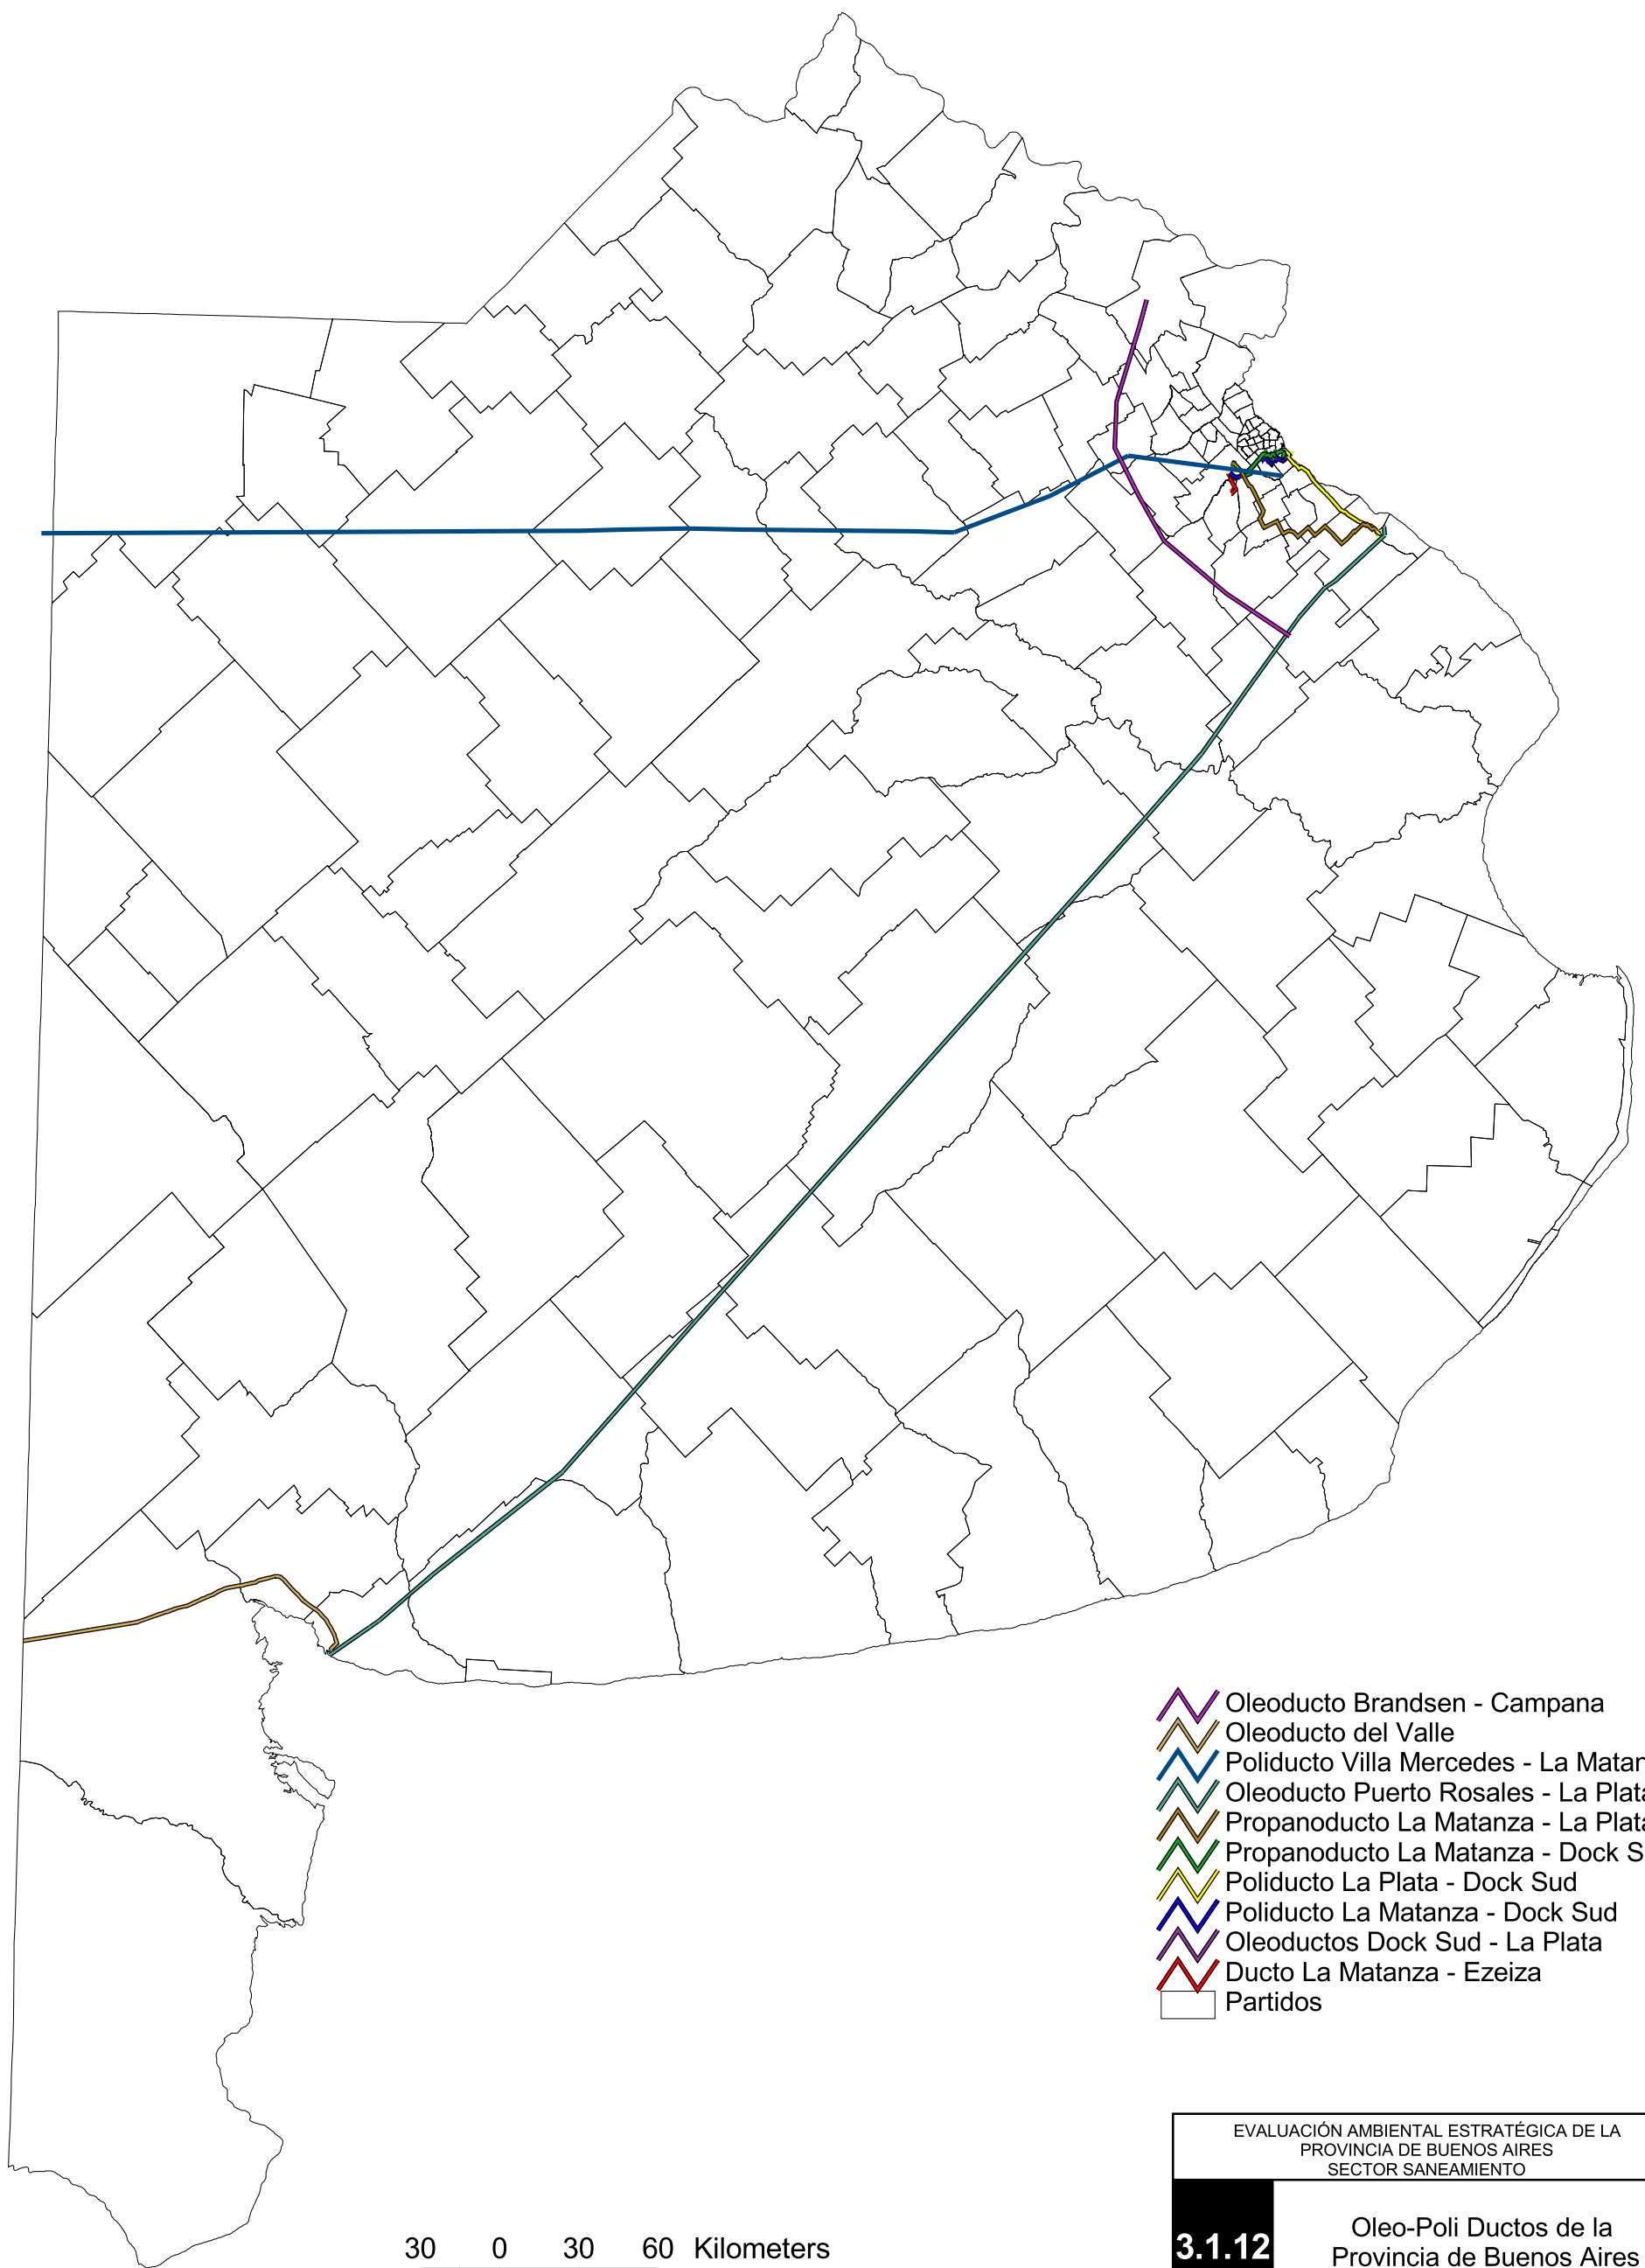 Oleoducto Brandsen - Campana
Oleoducto del Valle
Poliducto Villa Mercedes - La Matan
Oleoducto Puerto Rosales - La Plata
Propanoducto La Matanza - La Plata
Propanoducto La Matanza - Dock S
Poliducto La Plata - Dock Sud
Poliducto La Matanza - Dock Sud
Oleoductos Dock Sud - La Plata
Ducto La Matanza - Ezeiza
Partidos
EVALUACIÓN AMBIENTAL ESTRATÉGICA DE LA
PROVINCIA DE BUENOS AIRES
SECTOR SANEAMIENTO
3.1.12
Oleo-Poli Ductos de la
Provincia de Buenos Aires
30 0 30 60 Kilometers